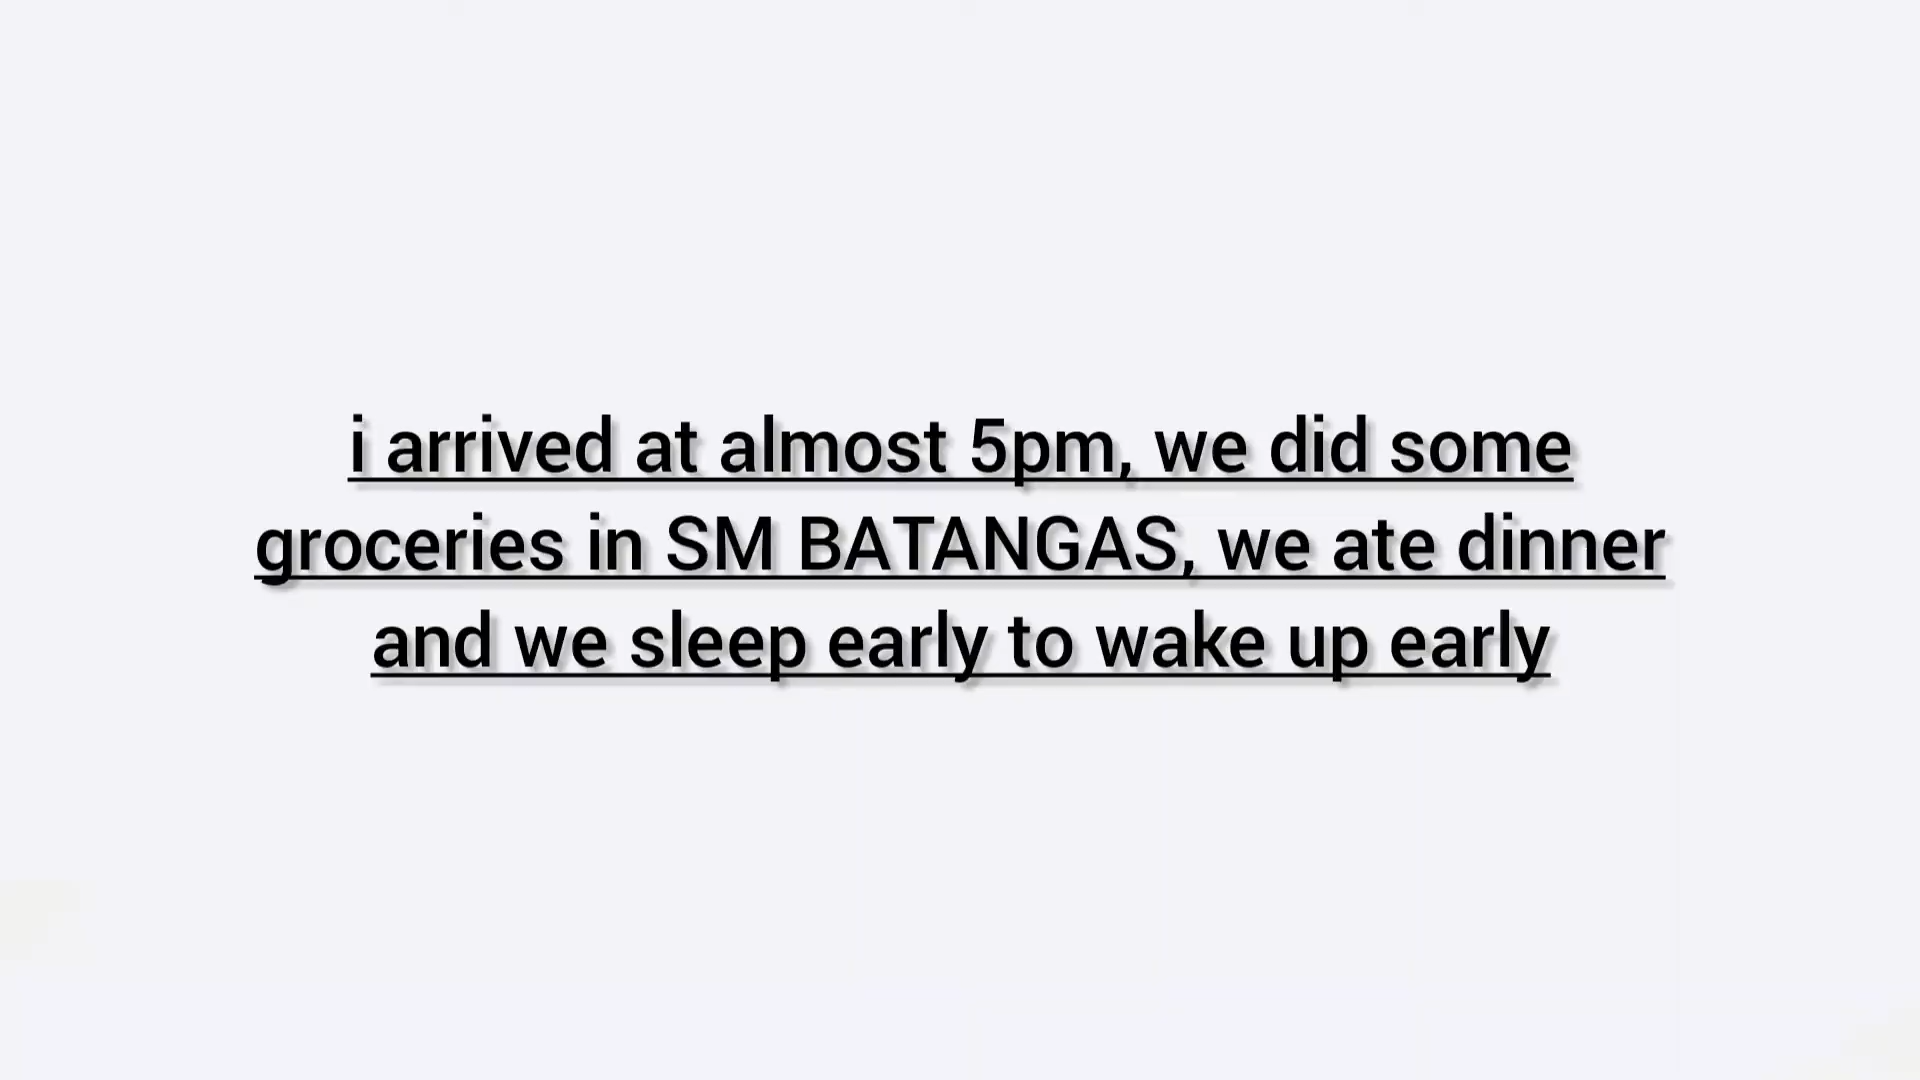 i arrived at almost 5pm, we did some
groceries in SM BATANGAS, we ate dinner
and we sleep early to wake up early